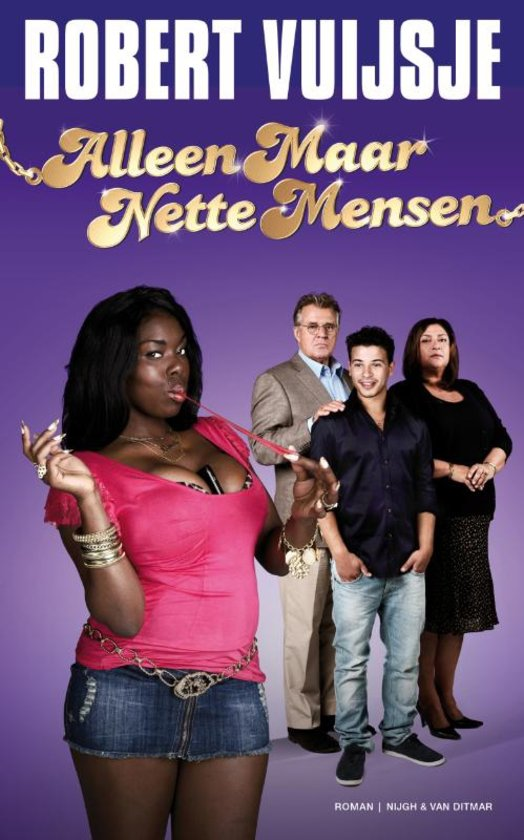 ROBERT VUIJSJE
Alleen Maar
Nette Mensen
ROMAN | NIJGH & VAN DITMAR